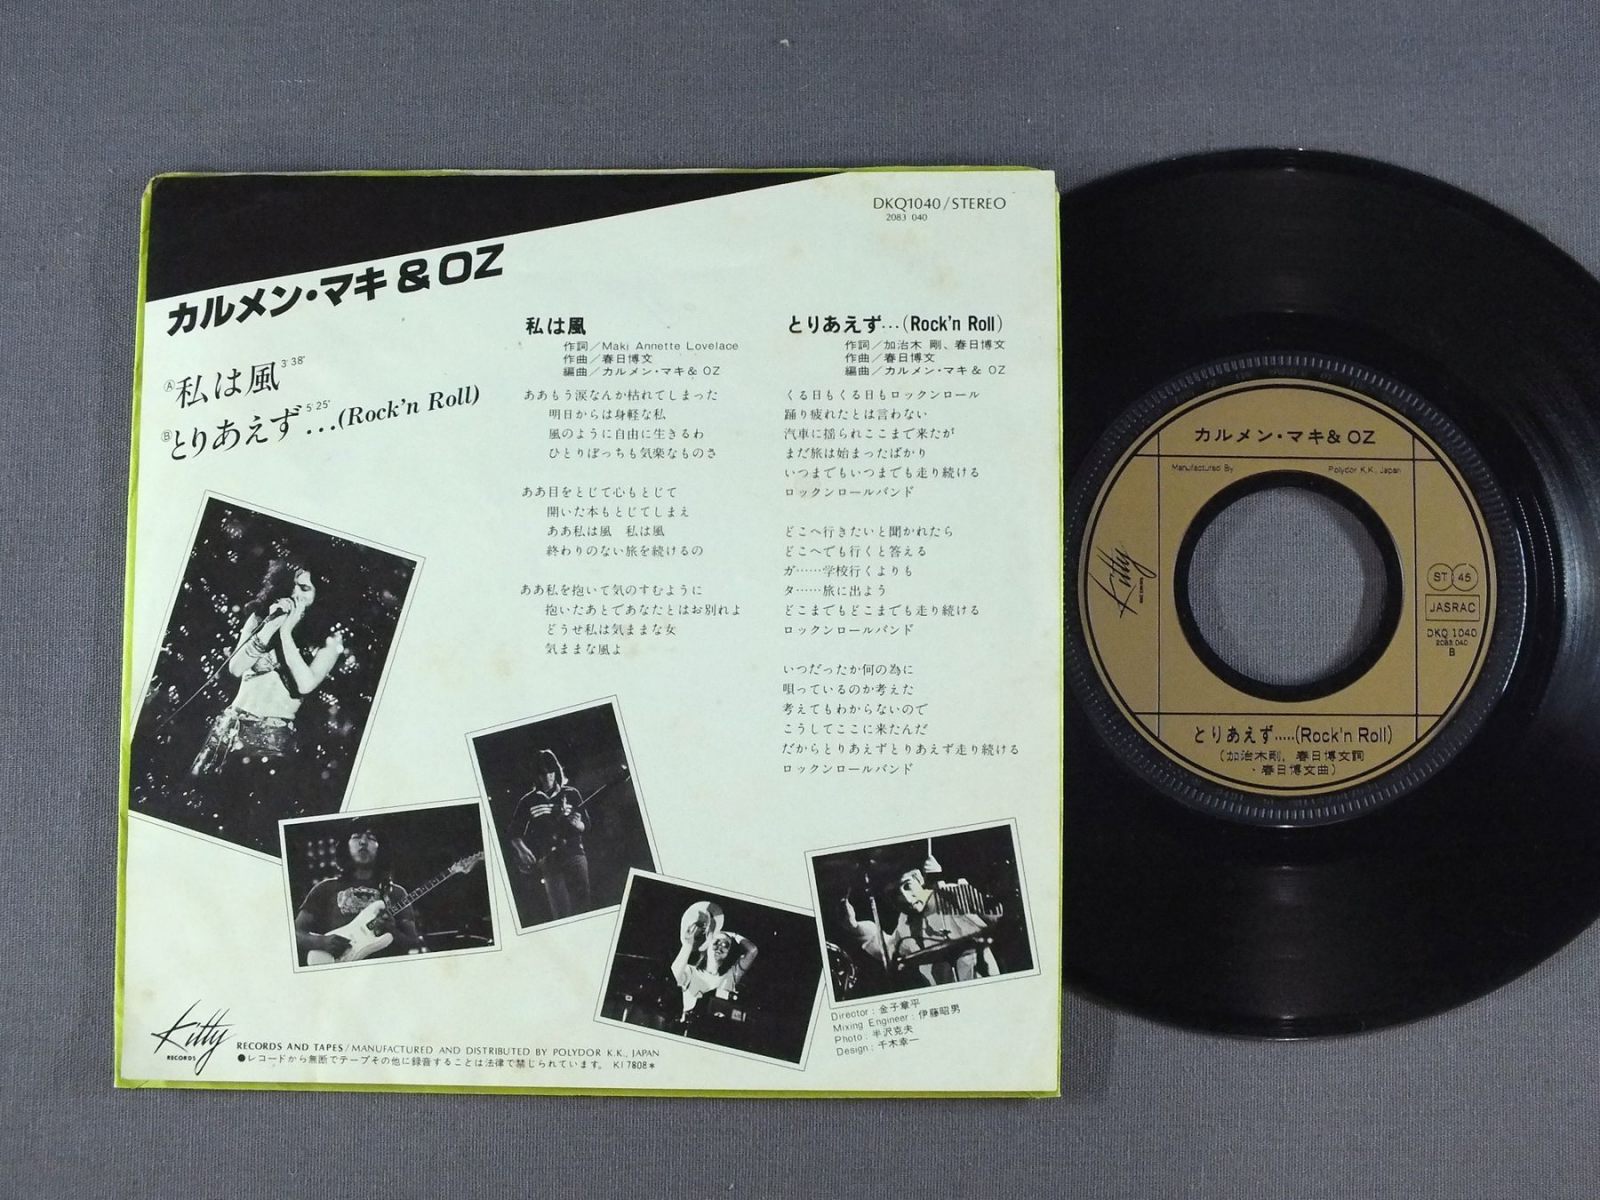 DKQ1040/STEREO
2083 040
カルメン・マキ & OZ
Ⓐ私は風 3'38"
Ⓑとりあえず…(Rock'n Roll) 5'25"
私は風
作詞/Maki Annette Lovelace
作曲/春日博文
編曲/カルメン・マキ& OZ
ああもう涙なんか枯れてしまった
明日からは身軽な私
風のように自由に生きるわ
ひとりぼっちも気楽なものさ
ああ目をとじて心もとじて
開いた本もとじてしまえ
ああ私は風 私は風
終わりのない旅を続けるの
ああ私を抱いて気のすむように
抱いたあとであなたとはお別れよ
どうせ私は気ままな女
気ままな風よ
とりあえず…(Rock'n Roll)
作詞/加治木 剛、春日博文
作曲/春日博文
編曲/カルメン・マキ& OZ
くる日もくる日もロックンロール
踊り疲れたとは言わない
汽車に揺られここまで来たが
まだ旅は始まったばかり
いつまでもいつまでも走り続ける
ロックンロールバンド
どこへ行きたいと聞かれたら
どこへでも行くと答える
ガ……学校行くよりも
タ……旅に出よう
どこまでもどこまでも走り続ける
ロックンロールバンド
いつだったか何の為に
唄っているのか考えた
考えてもわからないので
こうしてここに来たんだ
だからとりあえずとりあえず走り続ける
ロックンロールバンド
Director : 金子章平
Mixing Engineer : 伊藤昭男
Photo : 半沢克夫
Design : 千木幸一
Kitty
RECORDS
RECORDS AND TAPES/MANUFACTURED AND DISTRIBUTED BY POLYDOR K.K., JAPAN
●レコードから無断でテープその他に録音することは法律で禁じられています。 KI 7808*
カルメン・マキ& OZ
Manufactured By Polydor K.K., Japan
Kitty
ST 45
JASRAC
DKQ 1040
2083 040
B
とりあえず……(Rock'n Roll)
(加治木剛, 春日博文詞
・春日博文曲)